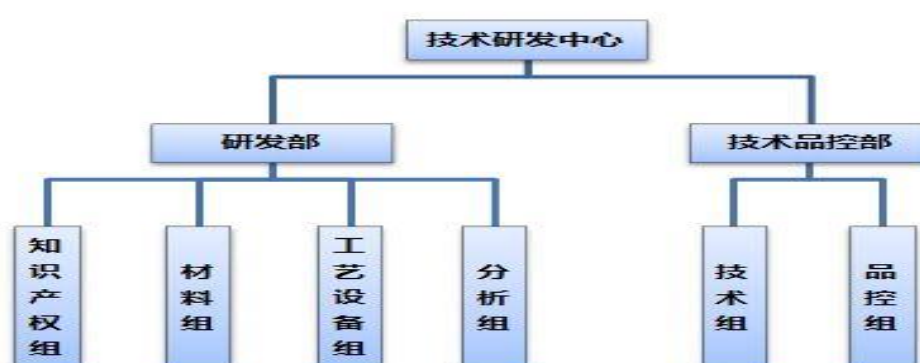 技术研发中心
研发部
技术品控部
知识产权组
材料组
工艺设备组
分析组
技术组
品控组